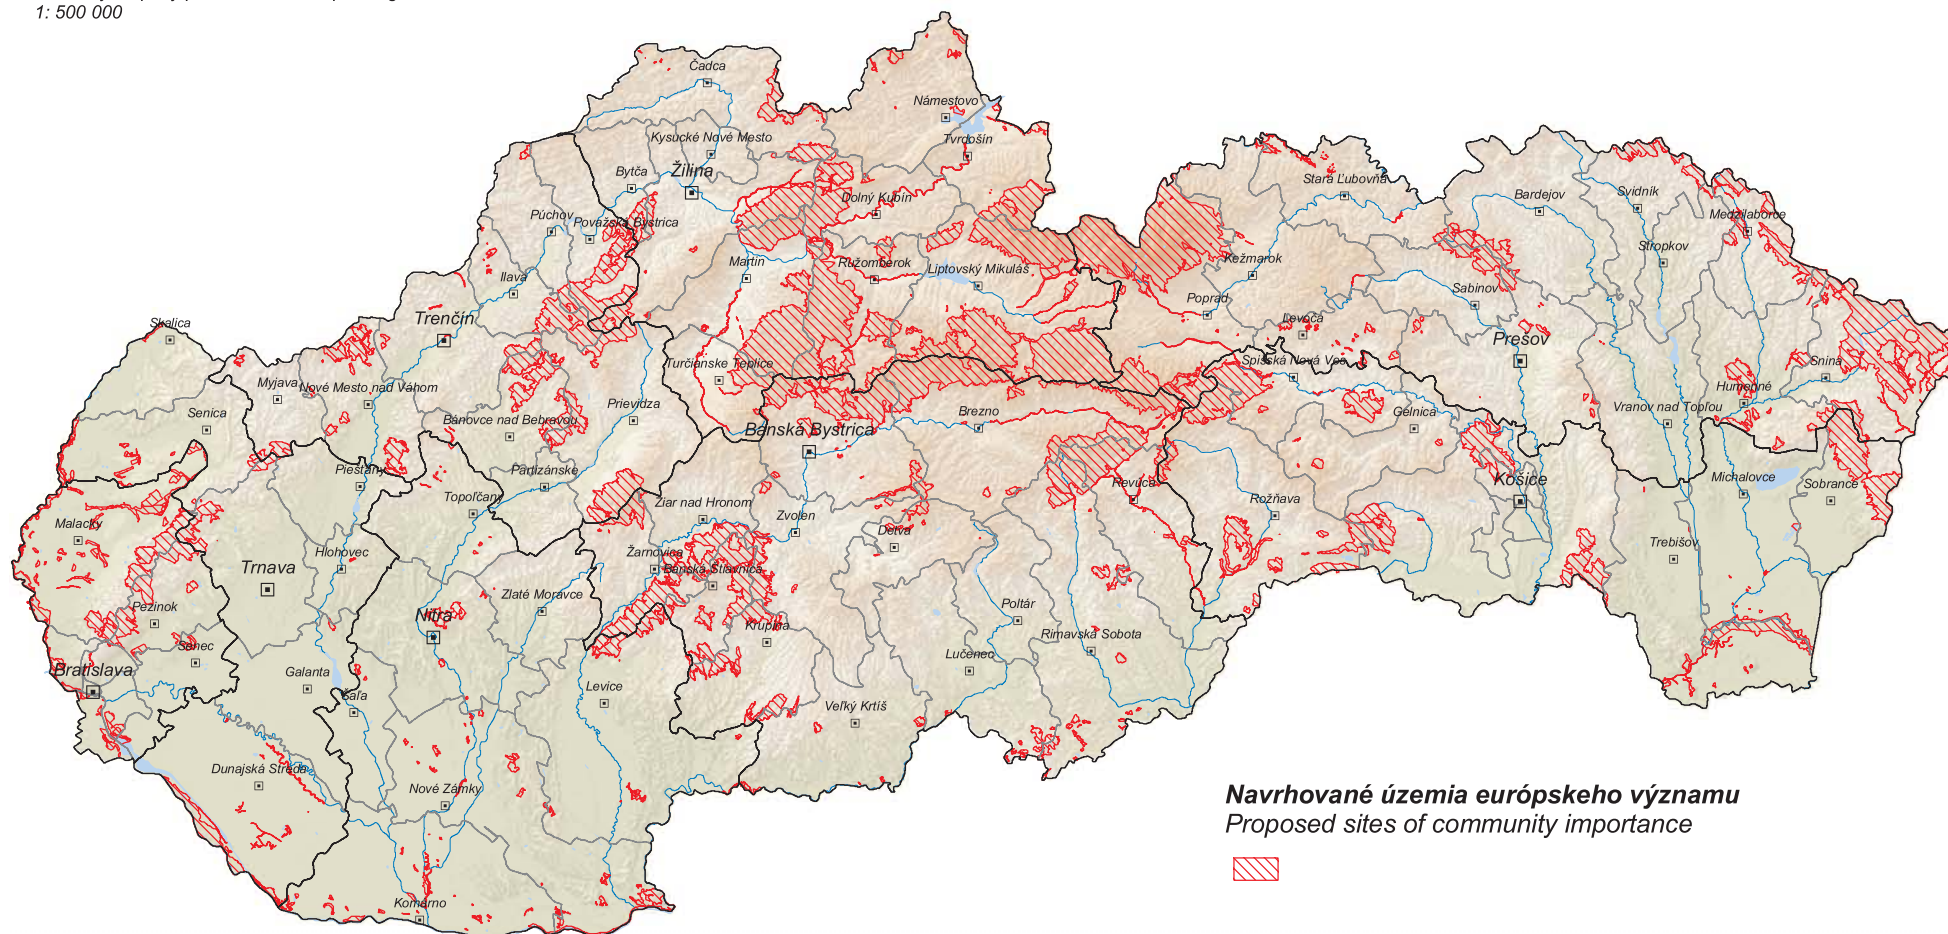 1: 500 000
Čadca
Námestovo
Kysucké Nové Mesto
Tvrdošín
Bytča
Žilina
Dolný Kubín
Stará Ľubovňa
Bardejov
Svidník
Medzilaborce
Púchov
Považská Bystrica
Stropkov
Martin
Ružomberok
Liptovský Mikuláš
Kežmarok
Ilava
Sabinov
Poprad
Trenčín
Levoča
Skalica
Prešov
Turčianske Teplice
Spišská Nová Ves
Snina
Myjava
Nové Mesto nad Váhom
Humenné
Senica
Prievidza
Brezno
Gelnica
Vranov nad Topľou
Bánovce nad Bebravou
Banská Bystrica
Piešťany
Partizánske
Michalovce
Revúca
Košice
Sobrance
Topoľčany
Žiar nad Hronom
Rožňava
Malacky
Zvolen
Detva
Hlohovec
Žarnovica
Trebišov
Trnava
Banská Štiavnica
Zlaté Moravce
Pezinok
Nitra
Poltár
Krupina
Rimavská Sobota
Senec
Lučenec
Bratislava
Galanta
Levice
Šaľa
Veľký Krtíš
Dunajská Streda
Nové Zámky
Navrhované územia európskeho významu
Proposed sites of community importance
Komárno